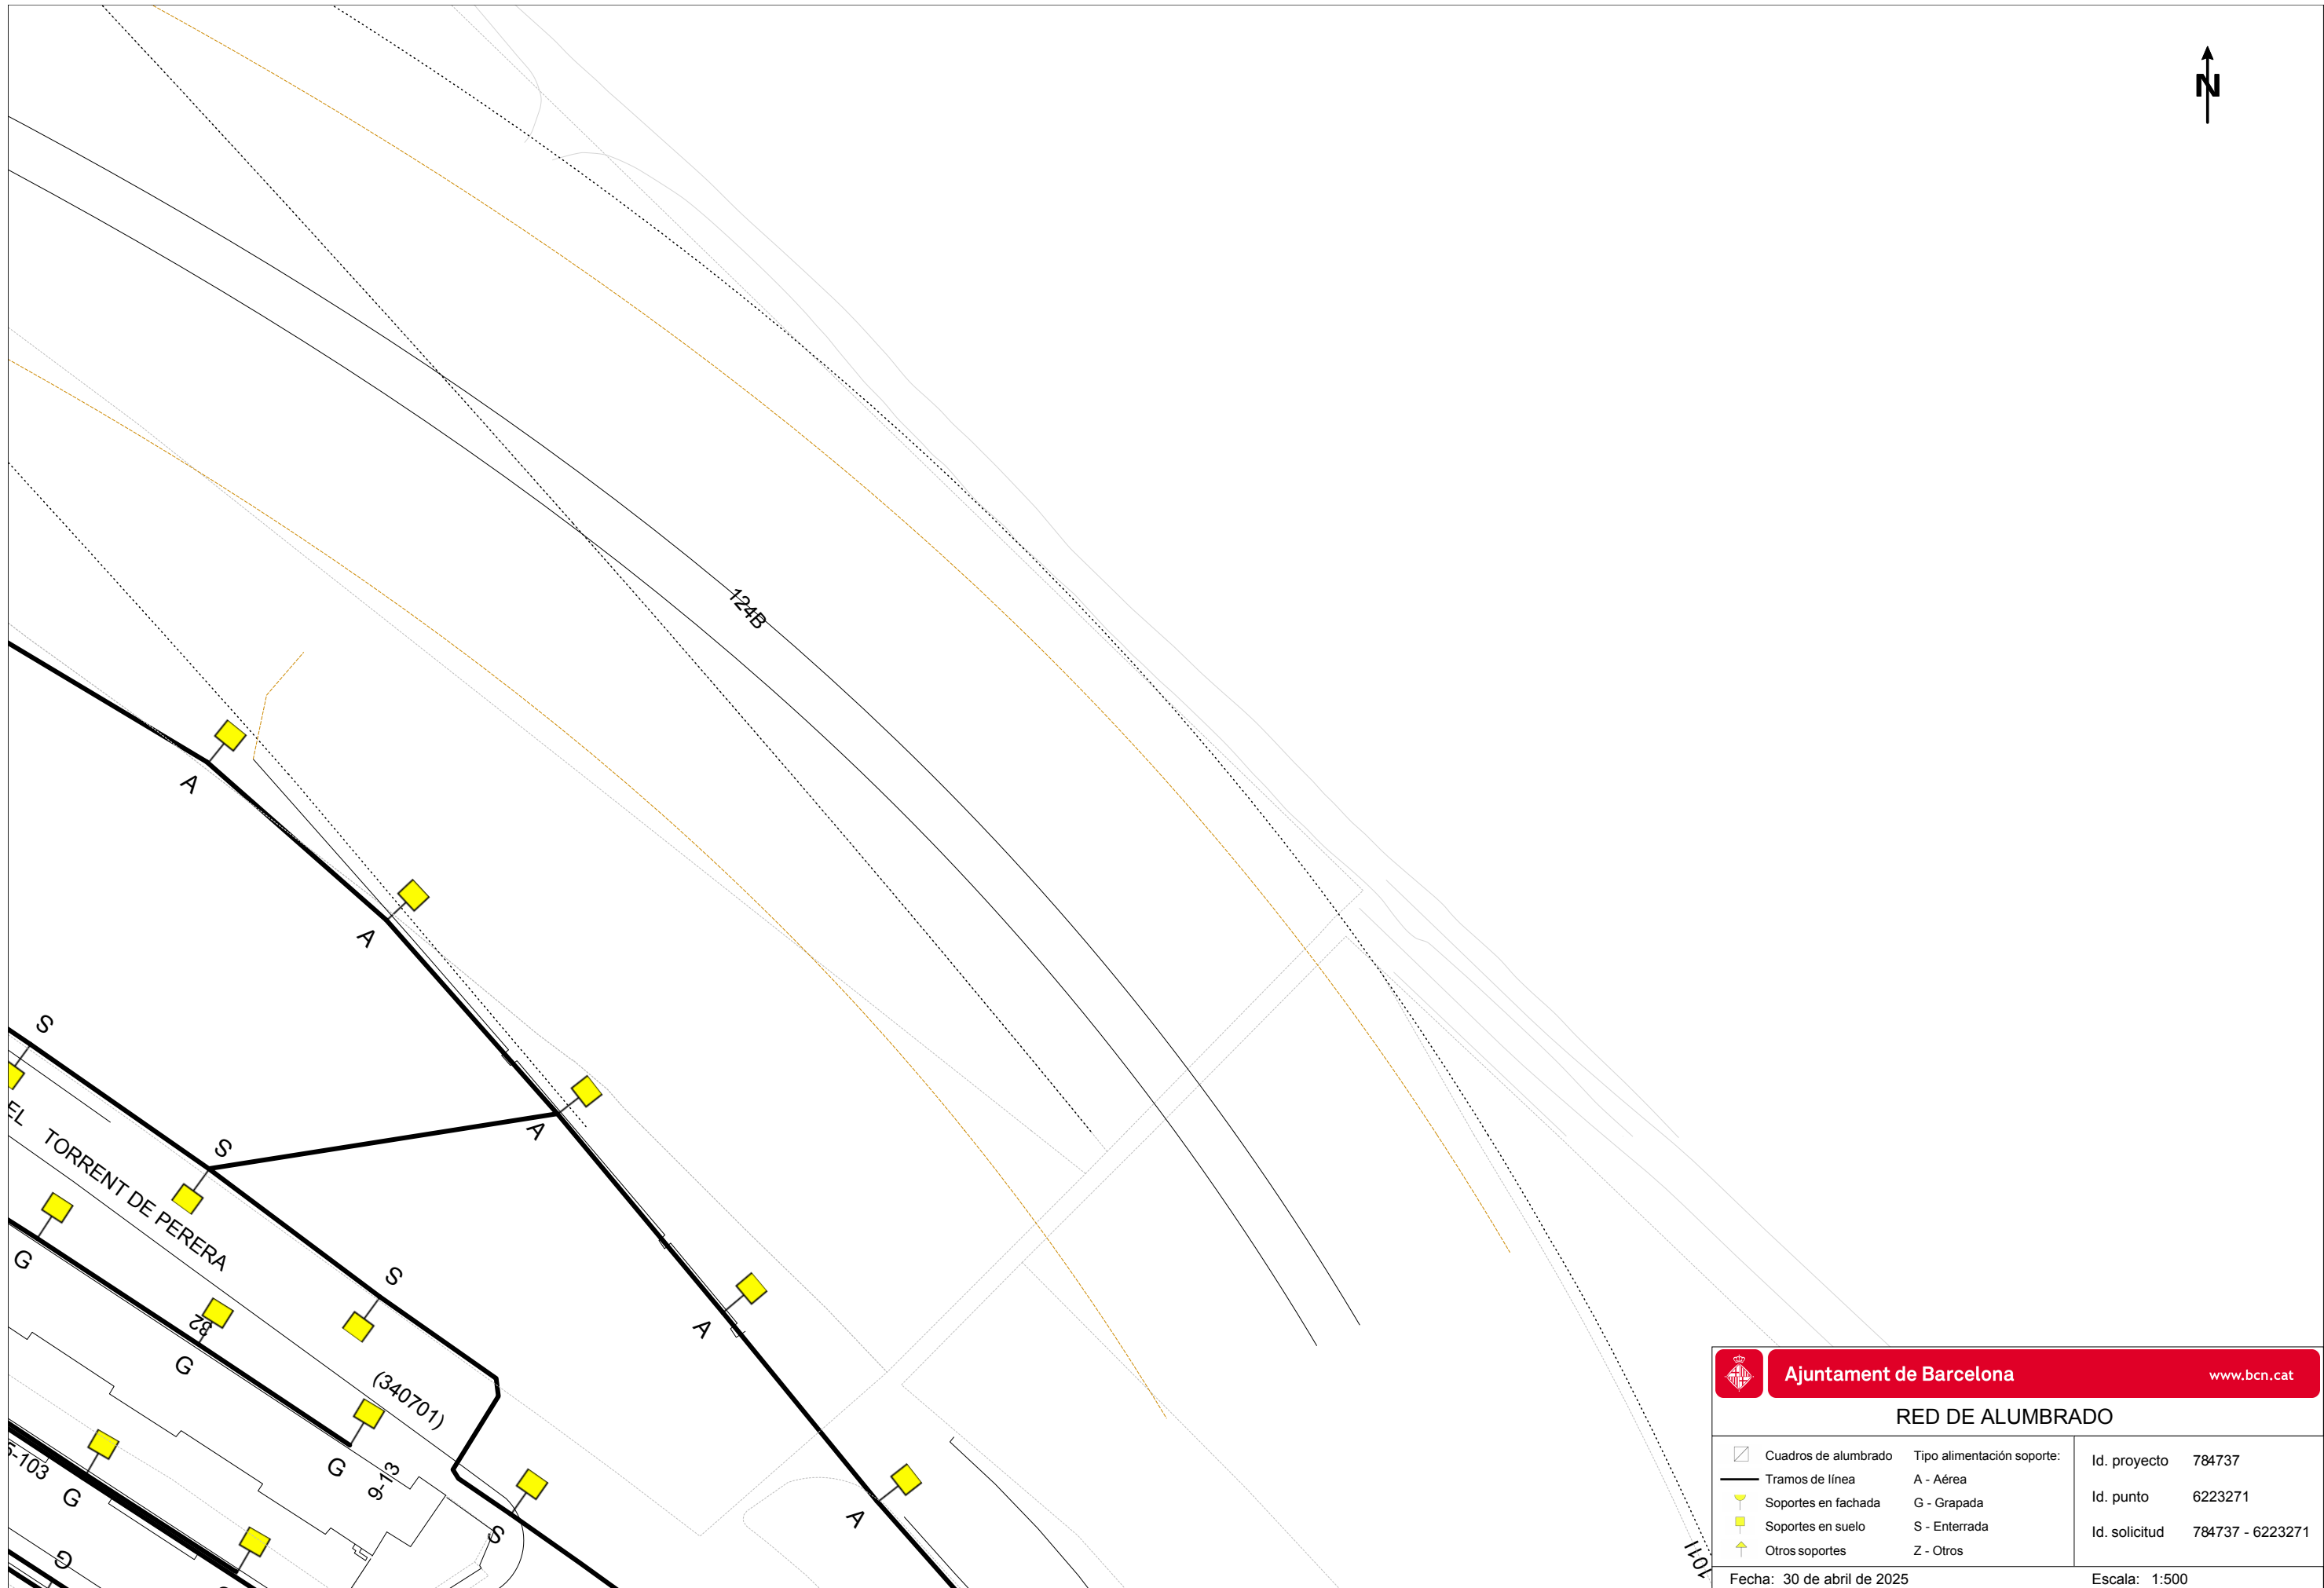 N
124B
A
A
S
A
S
EL TORRENT DE PERERA
G
S
82
A
G
(340701)
G
9-13
5-103
G
A
S
G
101I
Ajuntament de Barcelona
www.bcn.cat
RED DE ALUMBRADO
Cuadros de alumbrado
Tramos de línea
Soportes en fachada
Soportes en suelo
Otros soportes
Tipo alimentación soporte:
A - Aérea
G - Grapada
S - Enterrada
Z - Otros
Id. proyecto 784737
Id. punto 6223271
Id. solicitud 784737 - 6223271
Fecha: 30 de abril de 2025
Escala: 1:500